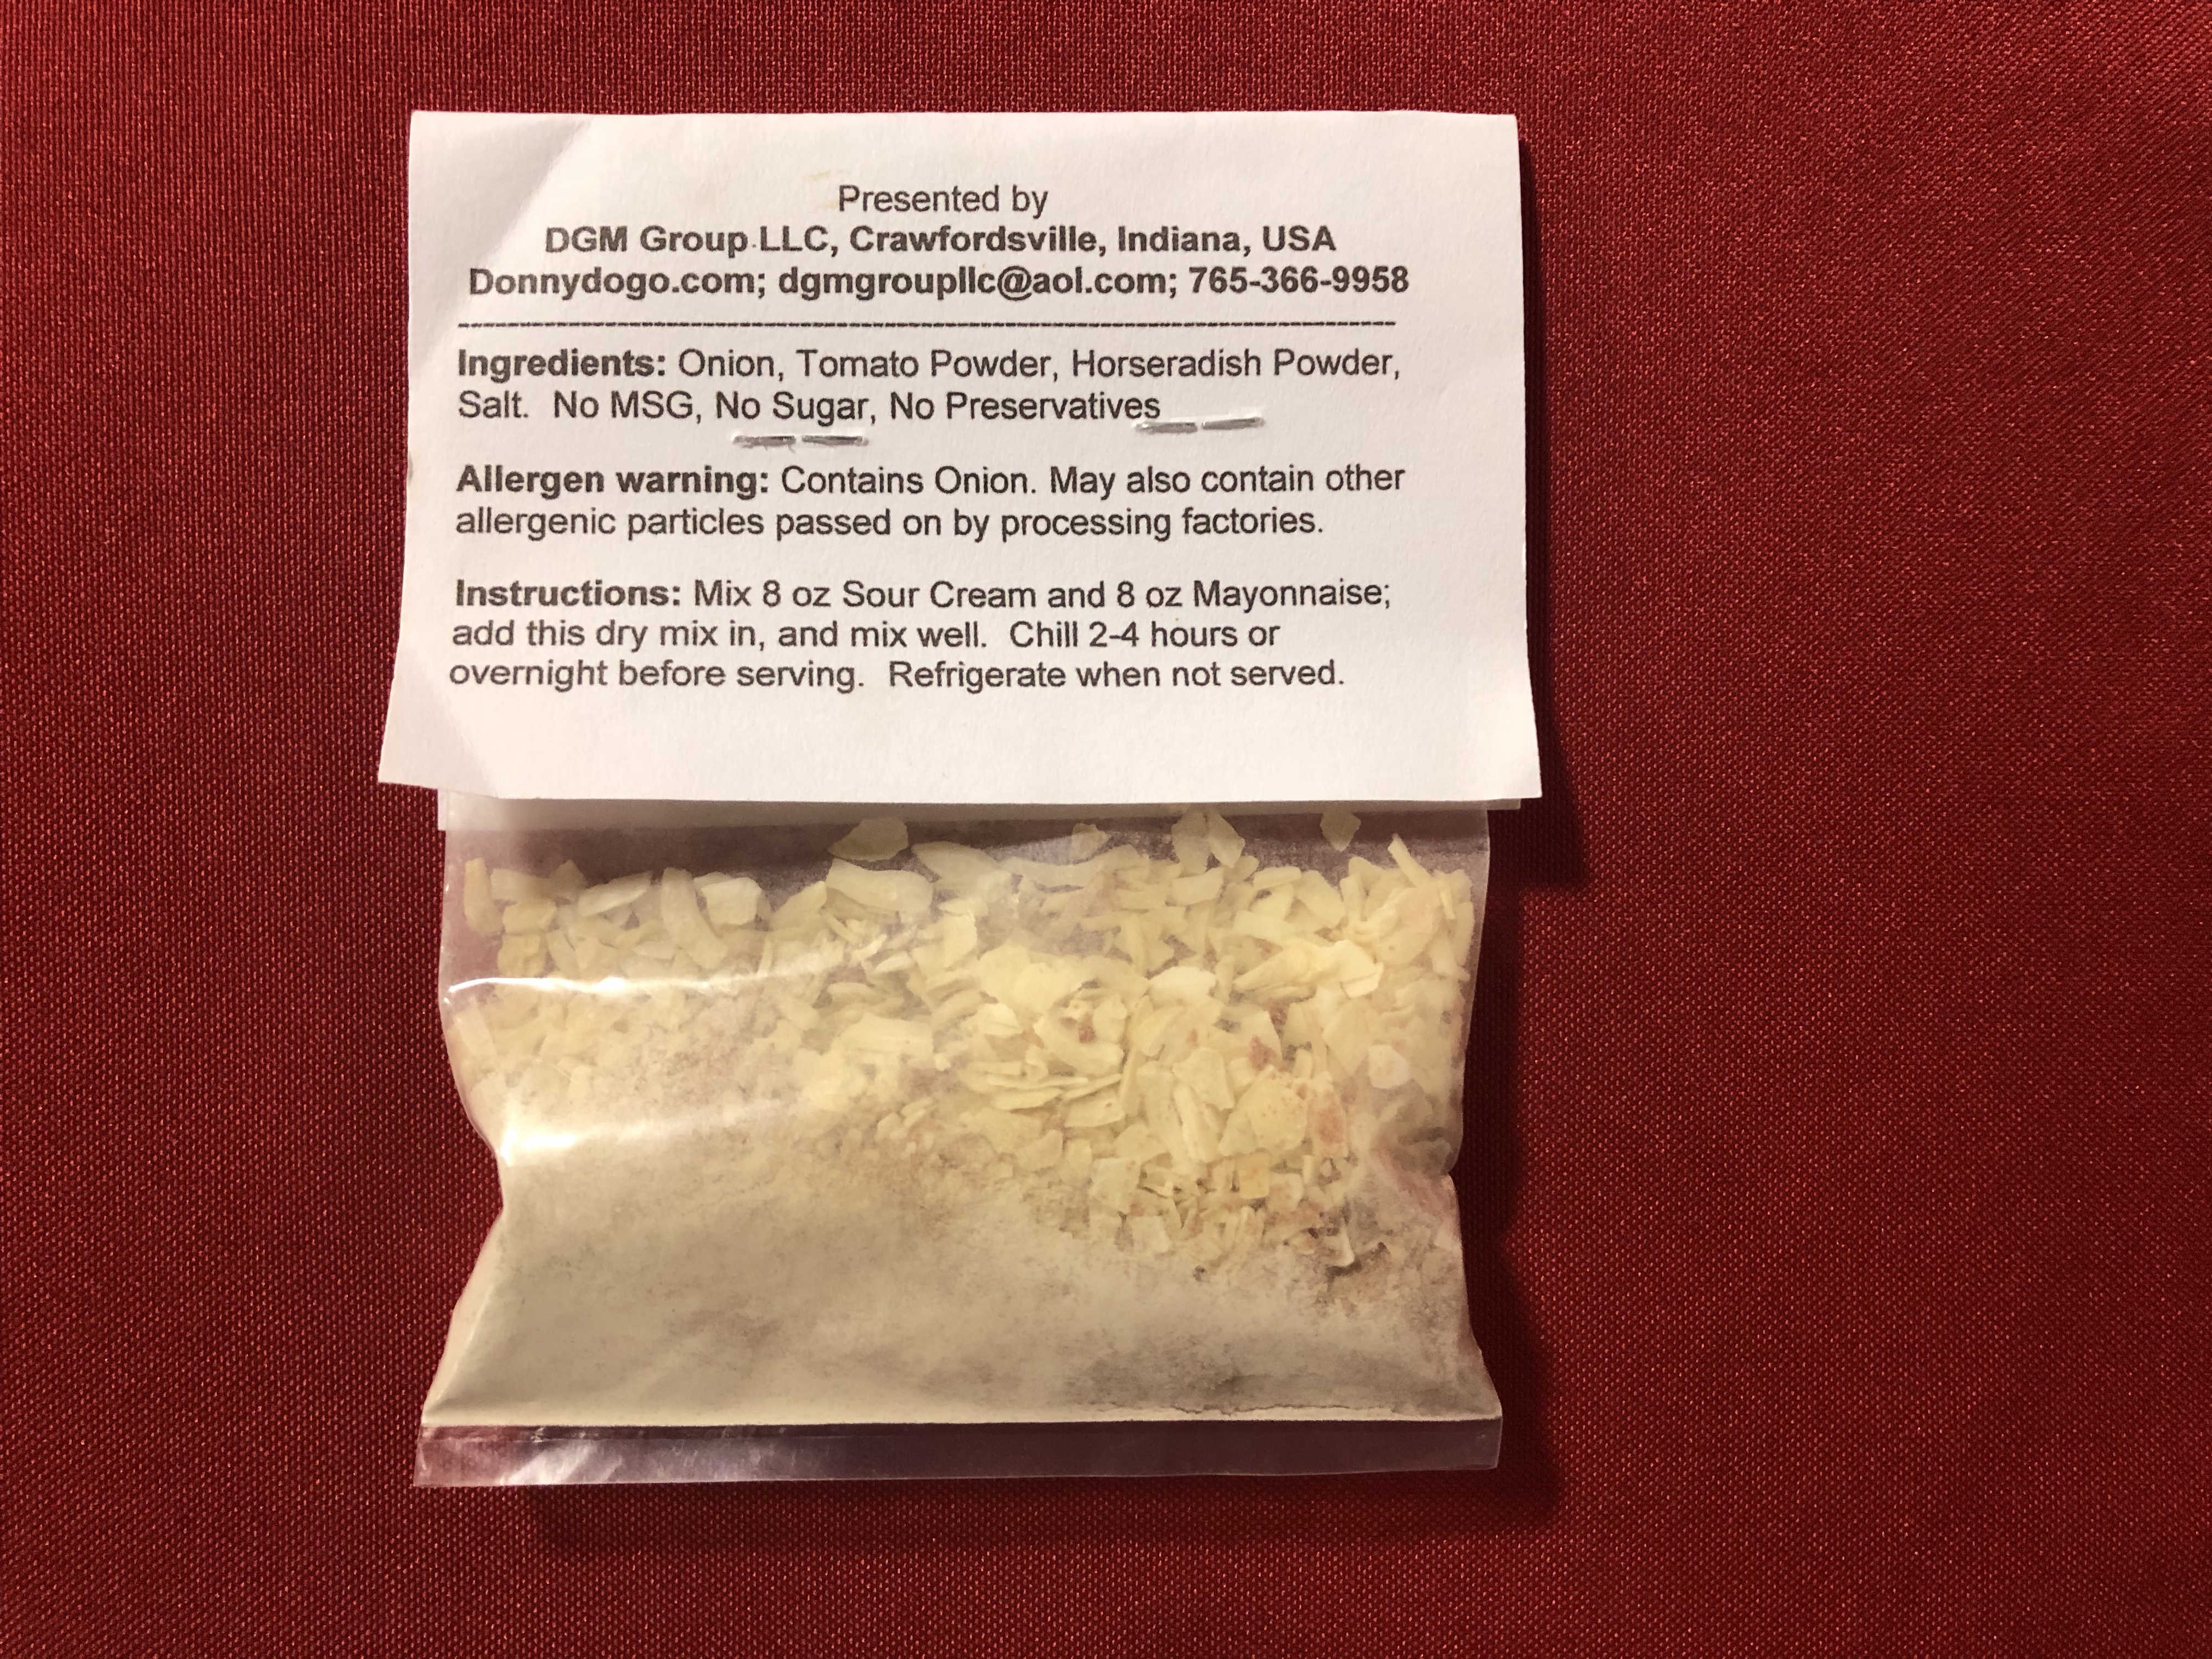 Presented by
DGM Group LLC, Crawfordsville, Indiana, USA
Donnydogo.com; dgmgroupllc@aol.com; 765-366-9958
--------------------------------------------------------------------------------
Ingredients: Onion, Tomato Powder, Horseradish Powder,
Salt. No MSG, No Sugar, No Preservatives
Allergen warning: Contains Onion. May also contain other
allergenic particles passed on by processing factories.
Instructions: Mix 8 oz Sour Cream and 8 oz Mayonnaise;
add this dry mix in, and mix well. Chill 2-4 hours or
overnight before serving. Refrigerate when not served.